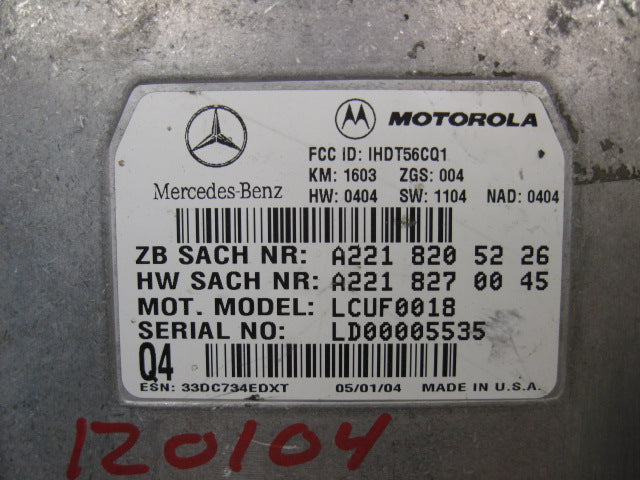 MOTOROLA
FCC ID: IHDT56CQ1
KM: 1603 ZGS: 004
Mercedes-Benz HW: 0404 SW: 1104 NAD: 0404
ZB SACH NR: A221 820 52 26
HW SACH NR: A221 827 00 45
MOT. MODEL: LCUF0018
SERIAL NO: LD00005535
Q4
ESN: 33DC734EDXT 05/01/04 MADE IN U.S.A.
120104